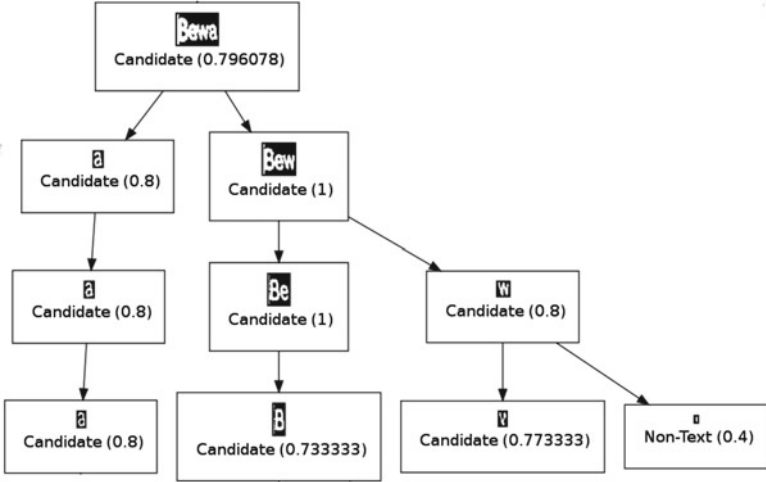 Bewa
Candidate (0.796078)
a
Candidate (0.8)
Bew
Candidate (1)
a
Candidate (0.8)
Be
Candidate (1)
w
Candidate (0.8)
a
Candidate (0.8)
B
Candidate (0.733333)
Candidate (0.773333)
Non-Text (0.4)